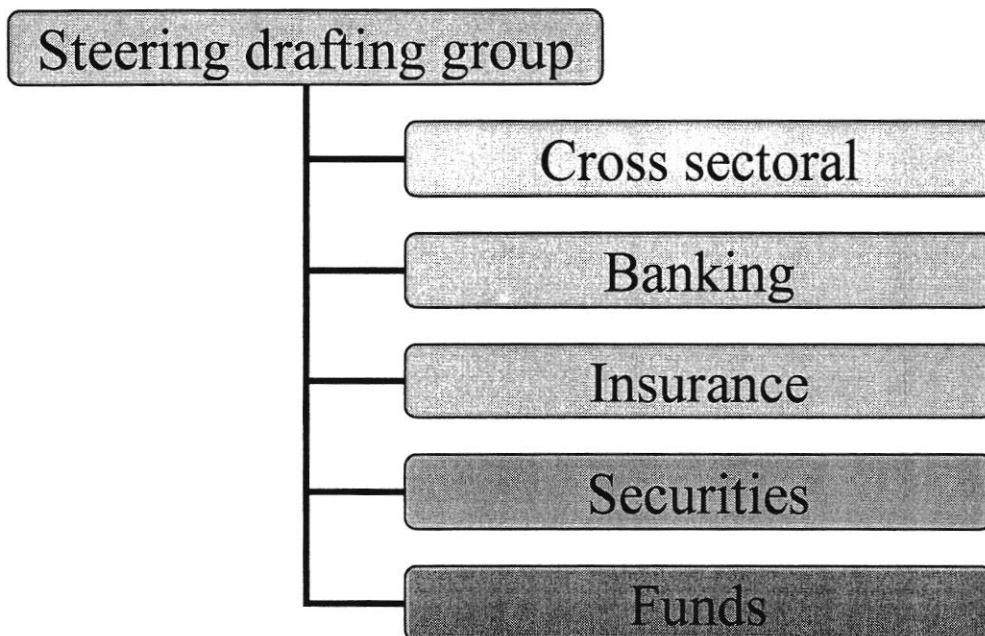 Steering drafting group
Cross sectoral
Banking
Insurance
Securities
Funds